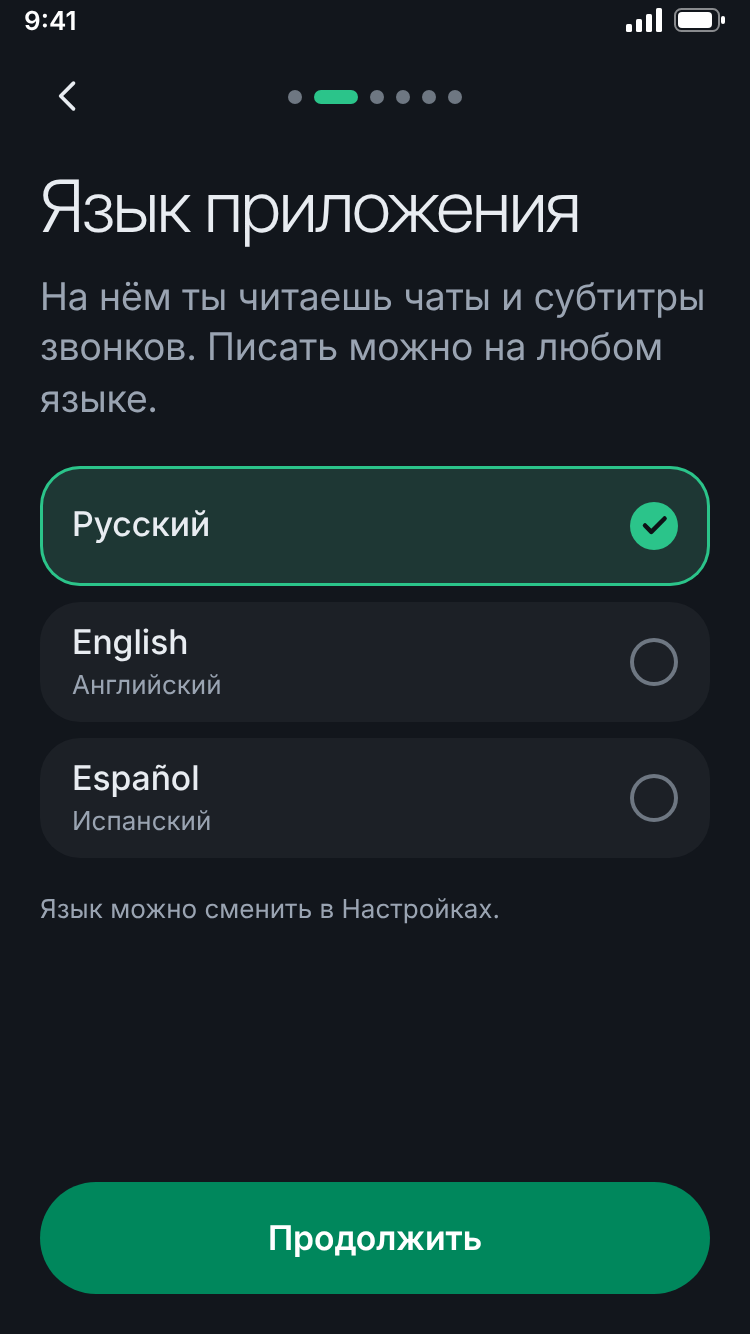 9:41
Язык приложения
На нём ты читаешь чаты и субтитры
звонков. Писать можно на любом
языке.
Русский
English
Английский
Español
Испанский
Язык можно сменить в Настройках.
Продолжить